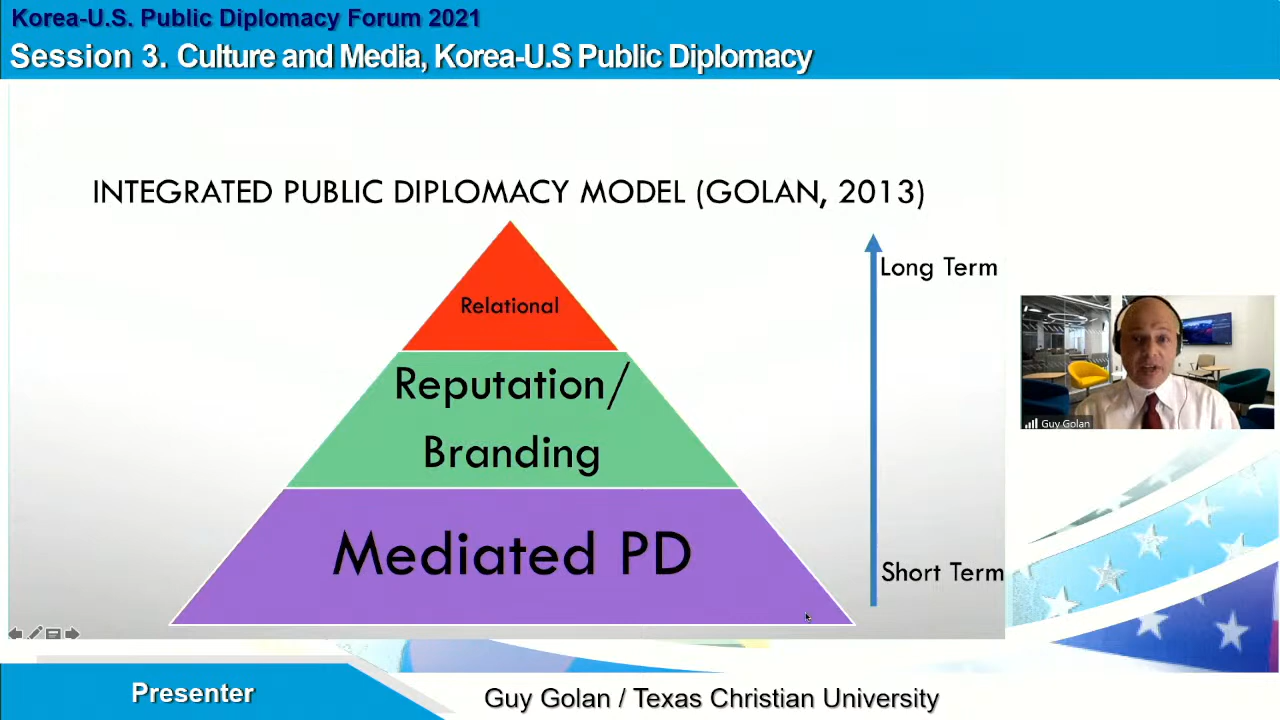 Korea-U.S. Public Diplomacy Forum 2021
Session 3. Culture and Media, Korea-U.S Public Diplomacy
INTEGRATED PUBLIC DIPLOMACY MODEL (GOLAN, 2013)
Relational
Reputation/
Branding
Mediated PD
Long Term
Short Term
Guy Golan
Presenter
Guy Golan / Texas Christian University